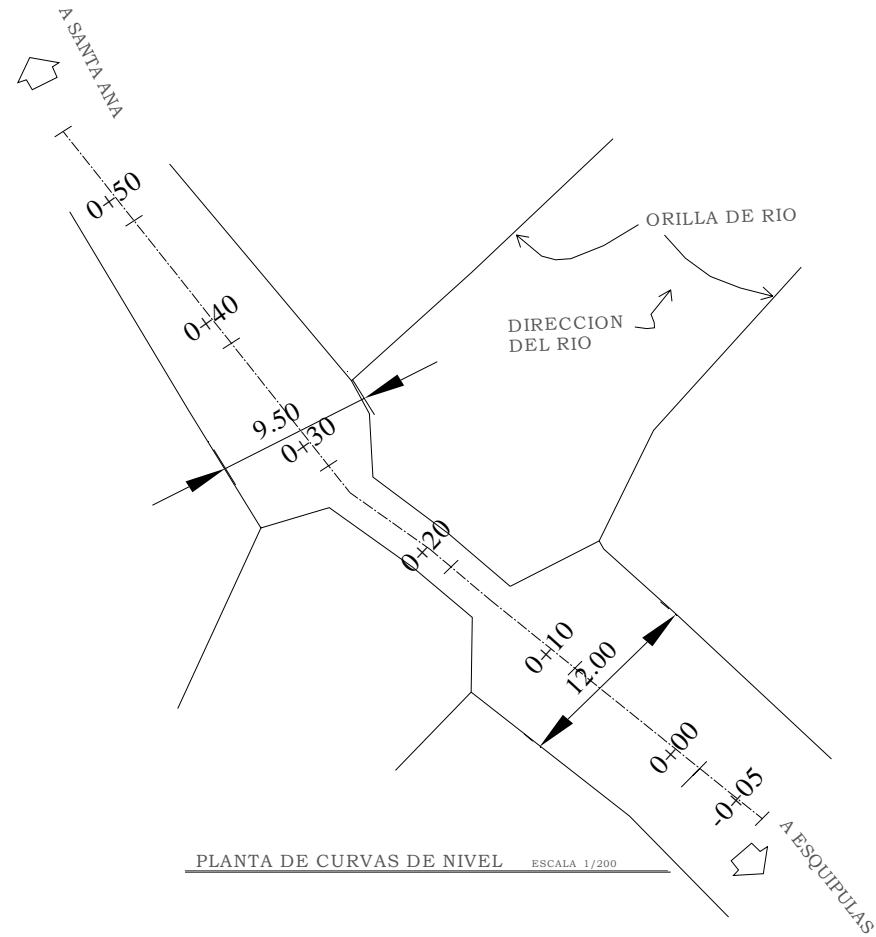 A SANTA ANA
0+50
ORILLA DE RIO
0+40
DIRECCION
DEL RIO
9.50
0+30
0+20
0+10
12.00
0+00
-0+05
A ESQUIPULAS
PLANTA DE CURVAS DE NIVEL ESCALA 1/200